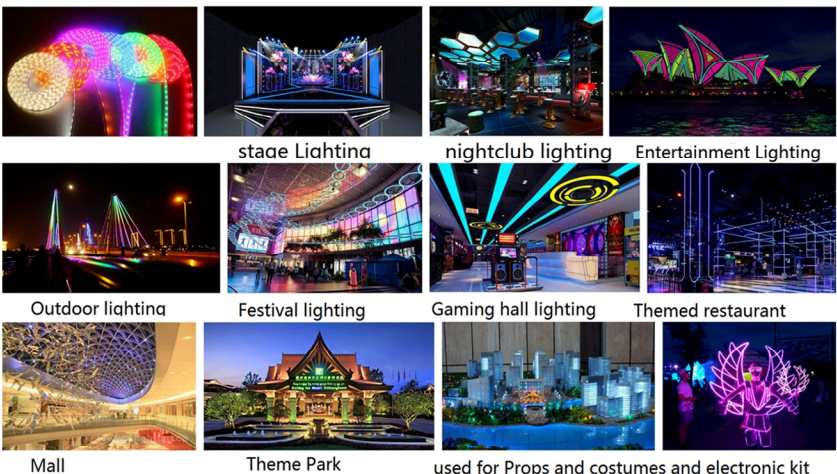 stage Lighting
nightclub lighting
Entertainment Lighting
Outdoor lighting
Festival lighting
Gaming hall lighting
Themed restaurant
Mall
Theme Park
used for Props and costumes and electronic kit